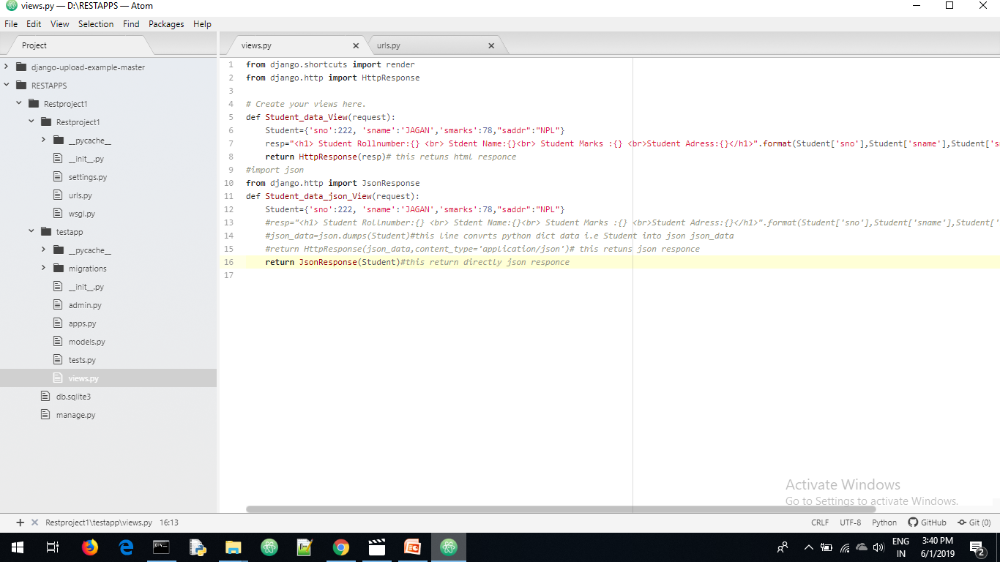 views.py — D:\RESTAPPS — Atom
File Edit View Selection Find Packages Help
Project
django-upload-example-master
RESTAPPS
Restproject1
Restproject1
__pycache__
__init__.py
settings.py
urls.py
wsgi.py
testapp
__pycache__
migrations
__init__.py
admin.py
apps.py
models.py
tests.py
views.py
db.sqlite3
manage.py
views.py urls.py
1 from django.shortcuts import render
2 from django.http import HttpResponse
3
4 # Create your views here.
5 def Student_data_View(request):
6 Student={'sno':222, 'sname':'JAGAN','smarks':78,"saddr":"NPL"}
7 resp="<h1> Student Rollnumber:{} <br> Stdent Name:{}<br> Student Marks :{} <br>Student Adress:{}</h1>".format(Student['sno'],Student['sname'],Student['s
8 return HttpResponse(resp)# this retuns html responce
9 #import json
10 from django.http import JsonResponse
11 def Student_data_json_View(request):
12 Student={'sno':222, 'sname':'JAGAN','smarks':78,"saddr":"NPL"}
13 #resp="<h1> Student Rollnumber:{} <br> Stdent Name:{}<br> Student Marks :{} <br>Student Adress:{}</h1>".format(Student['sno'],Student['sname'],Student['
14 #json_data=json.dumps(Student)#this line convrts python dict data i.e Student into json json_data
15 #return HttpResponse(json_data,content_type='application/json')# this retuns json responce
16 return JsonResponse(Student)#this return directly json responce
17
Activate Windows
Go to Settings to activate Windows.
Restproject1\testapp\views.py 16:13 CRLF UTF-8 Python GitHub Git (0)
ENG 3:40 PM
IN 6/1/2019 2